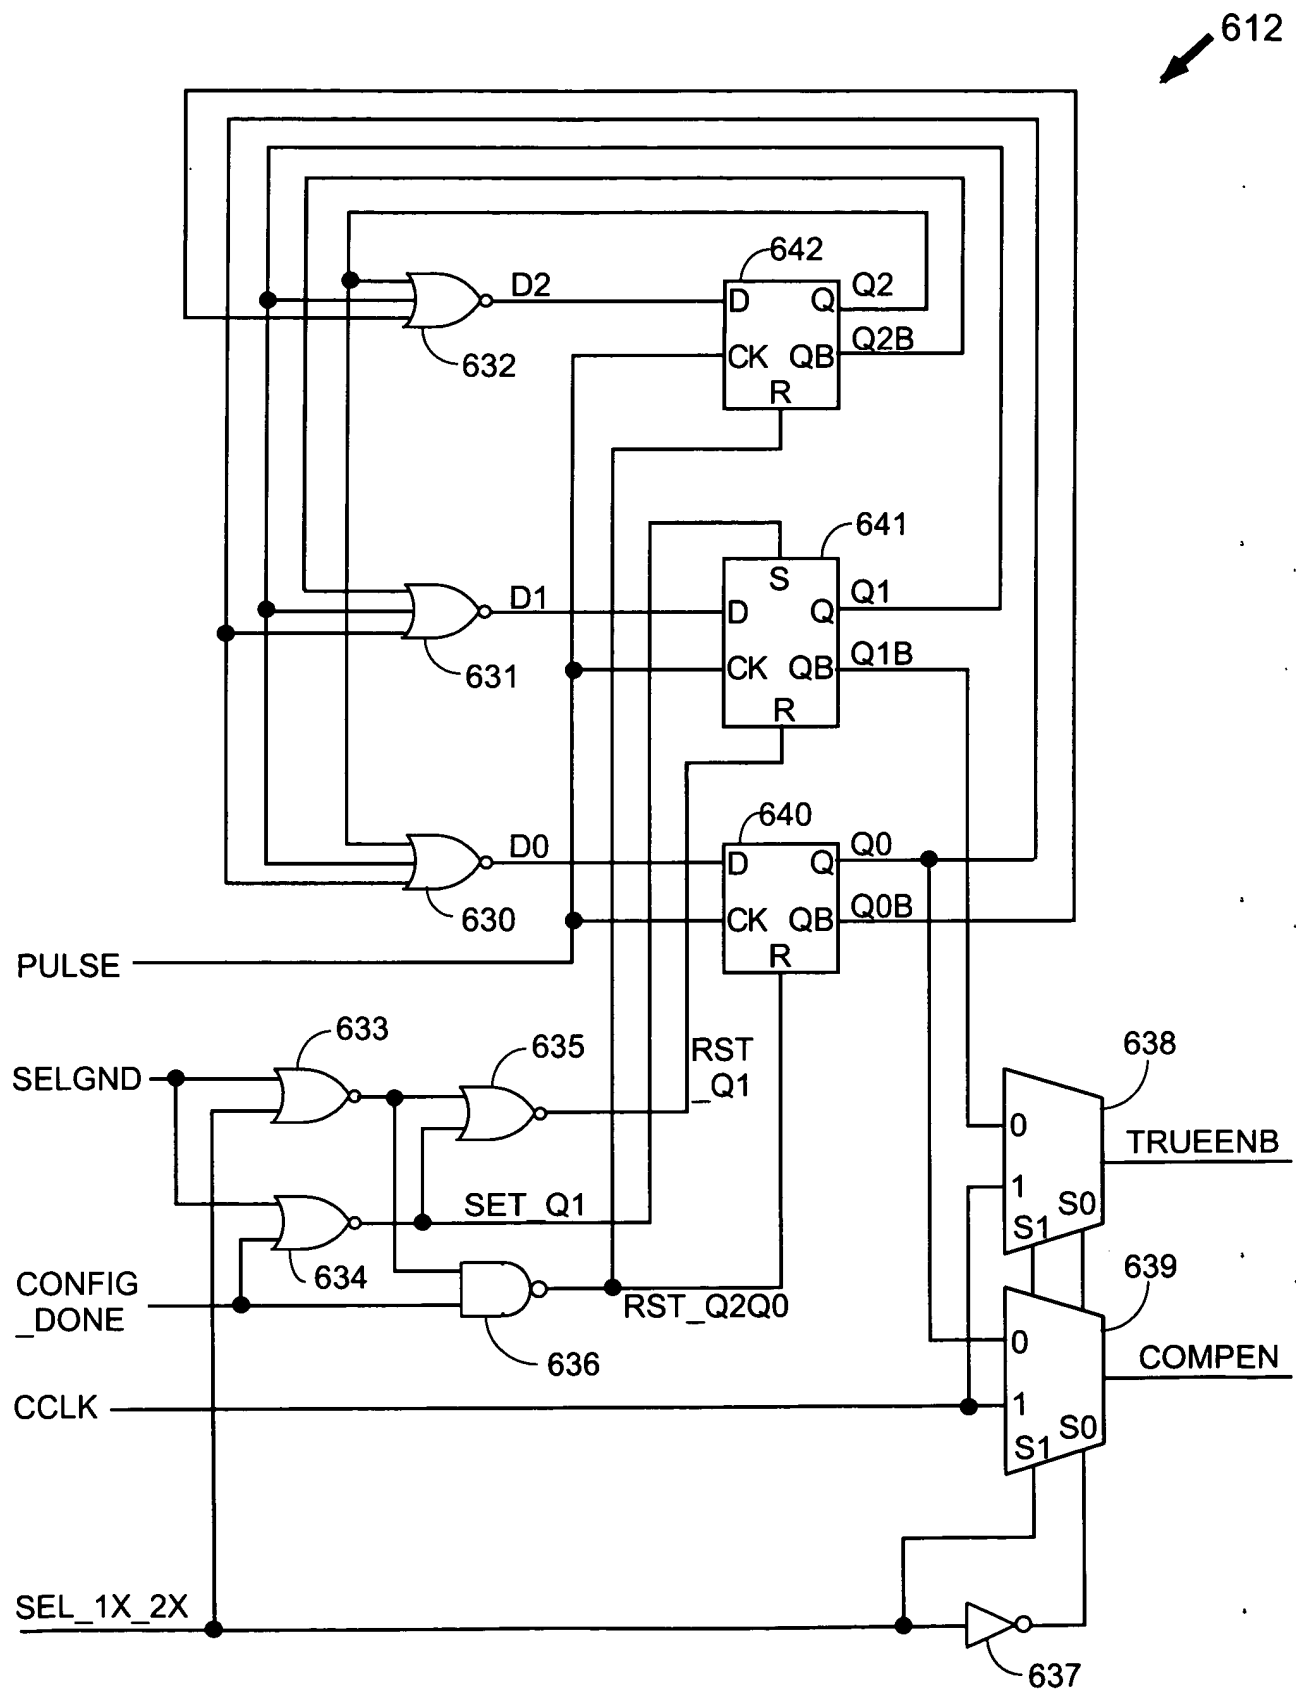 612
642
D2
D
Q
Q2
632
CK
QB
Q2B
R
641
S
D1
D
Q
Q1
631
CK
QB
Q1B
R
640
D0
D
Q
Q0
630
CK
QB
Q0B
R
PULSE
633
635
RST
_Q1
638
SELGND
0
TRUEENB
1
S1
S0
SET_Q1
634
639
CONFIG
_DONE
RST_Q2Q0
636
0
COMPEN
CCLK
1
S1
S0
SEL_1X_2X
637